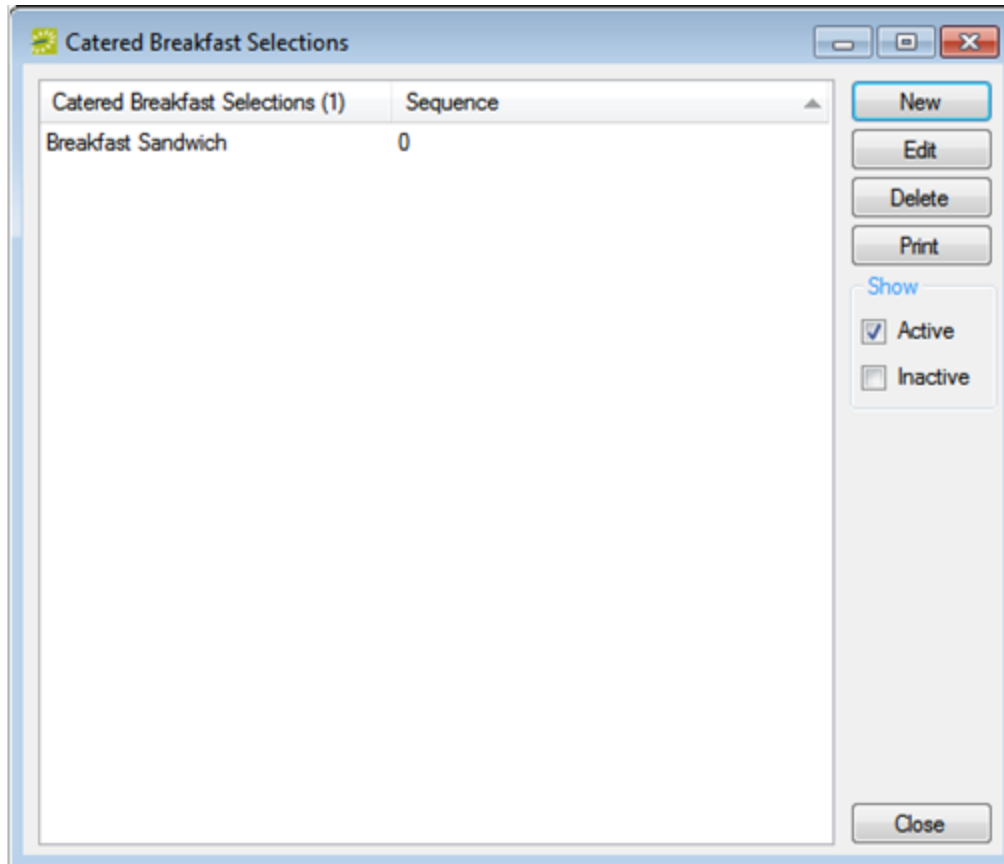 Catered Breakfast Selections
Catered Breakfast Selections (1) Sequence
Breakfast Sandwich 0
New
Edit
Delete
Print
Show
Active
Inactive
Close